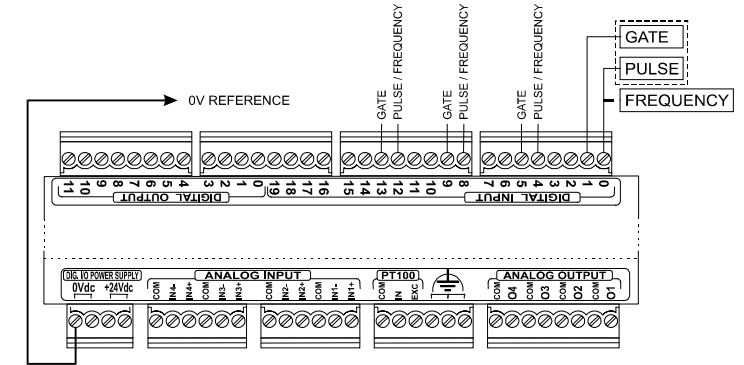 GATE
PULSE
FREQUENCY
0V REFERENCE
GATE
PULSE / FREQUENCY
GATE
PULSE / FREQUENCY
GATE
PULSE / FREQUENCY
11 10 9 8 7 6 5 4 3 2 1 0 19 18 17 16 15 14 13 12 11 10 9 8 7 6 5 4 3 2 1 0
DIGITAL OUTPUT
DIGITAL INPUT
DIG. I/O POWER SUPPLY
0Vdc +24Vdc
ANALOG INPUT
COM IN4- IN4+ COM IN3- IN3+ COM IN2- IN2+ COM IN1- IN1+
PT100
COM IN EXC
ANALOG OUTPUT
COM O4 COM O3 COM O2 COM O1